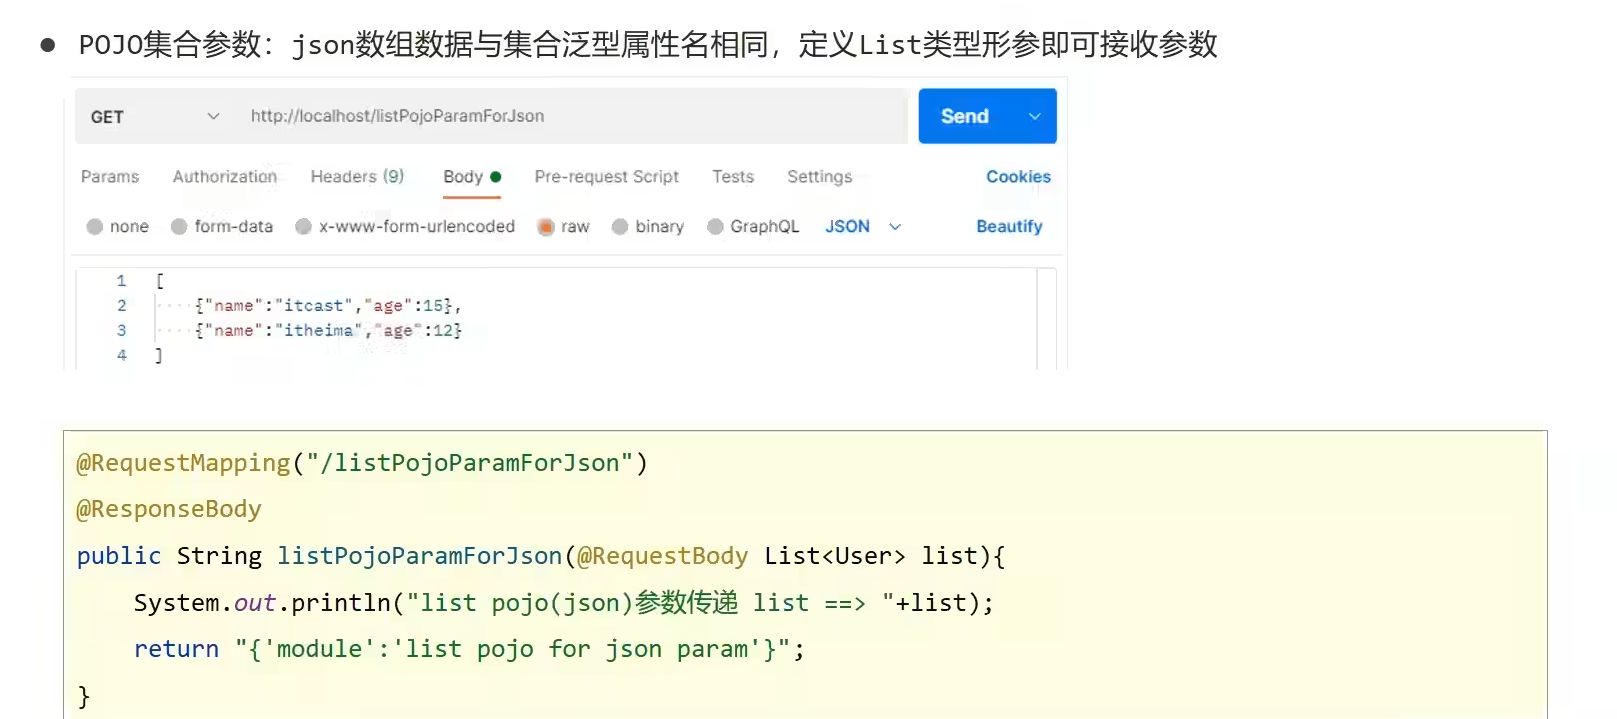 ● POJO集合参数：json数组数据与集合泛型属性名相同，定义List类型形参即可接收参数
GET http://localhost/listPojoParamForJson Send
Params Authorization Headers (9) Body Pre-request Script Tests Settings Cookies
none form-data x-www-form-urlencoded raw binary GraphQL JSON Beautify
1 [
2 {"name":"itcast","age":15},
3 {"name":"itheima","age":12}
4 ]
@RequestMapping("/listPojoParamForJson")
@ResponseBody
public String listPojoParamForJson(@RequestBody List<User> list){
System.out.println("list pojo(json)参数传递 list ==> "+list);
return "{'module':'list pojo for json param'}";
}